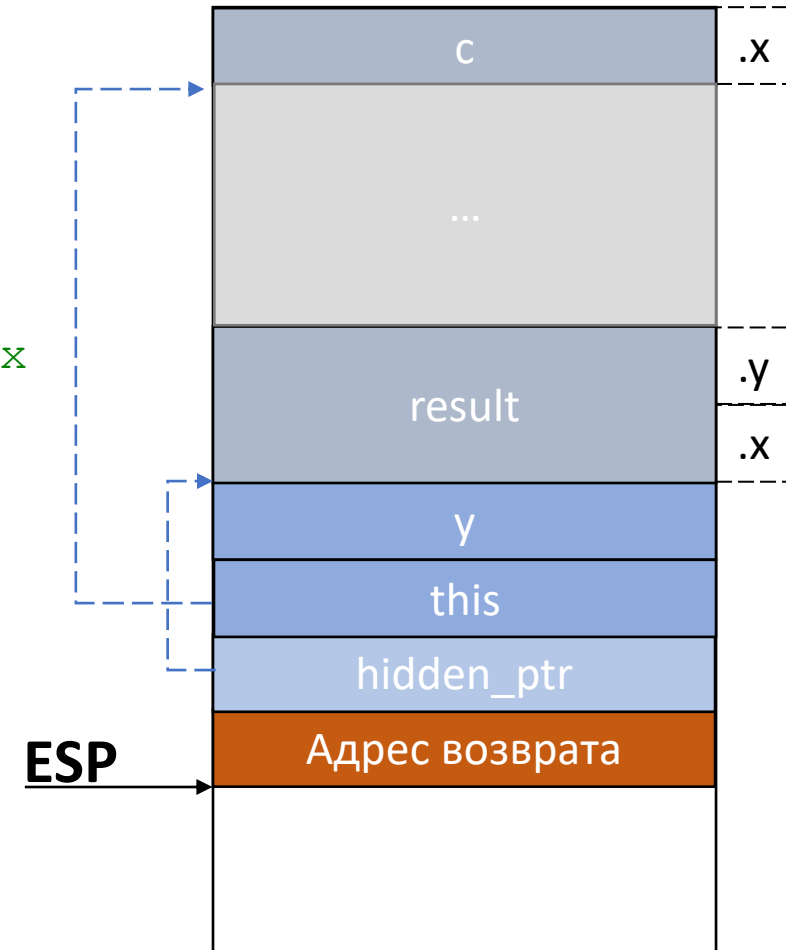 c
.x
...
x
result
.y
.x
y
this
hidden_ptr
ESP
Адрес возврата